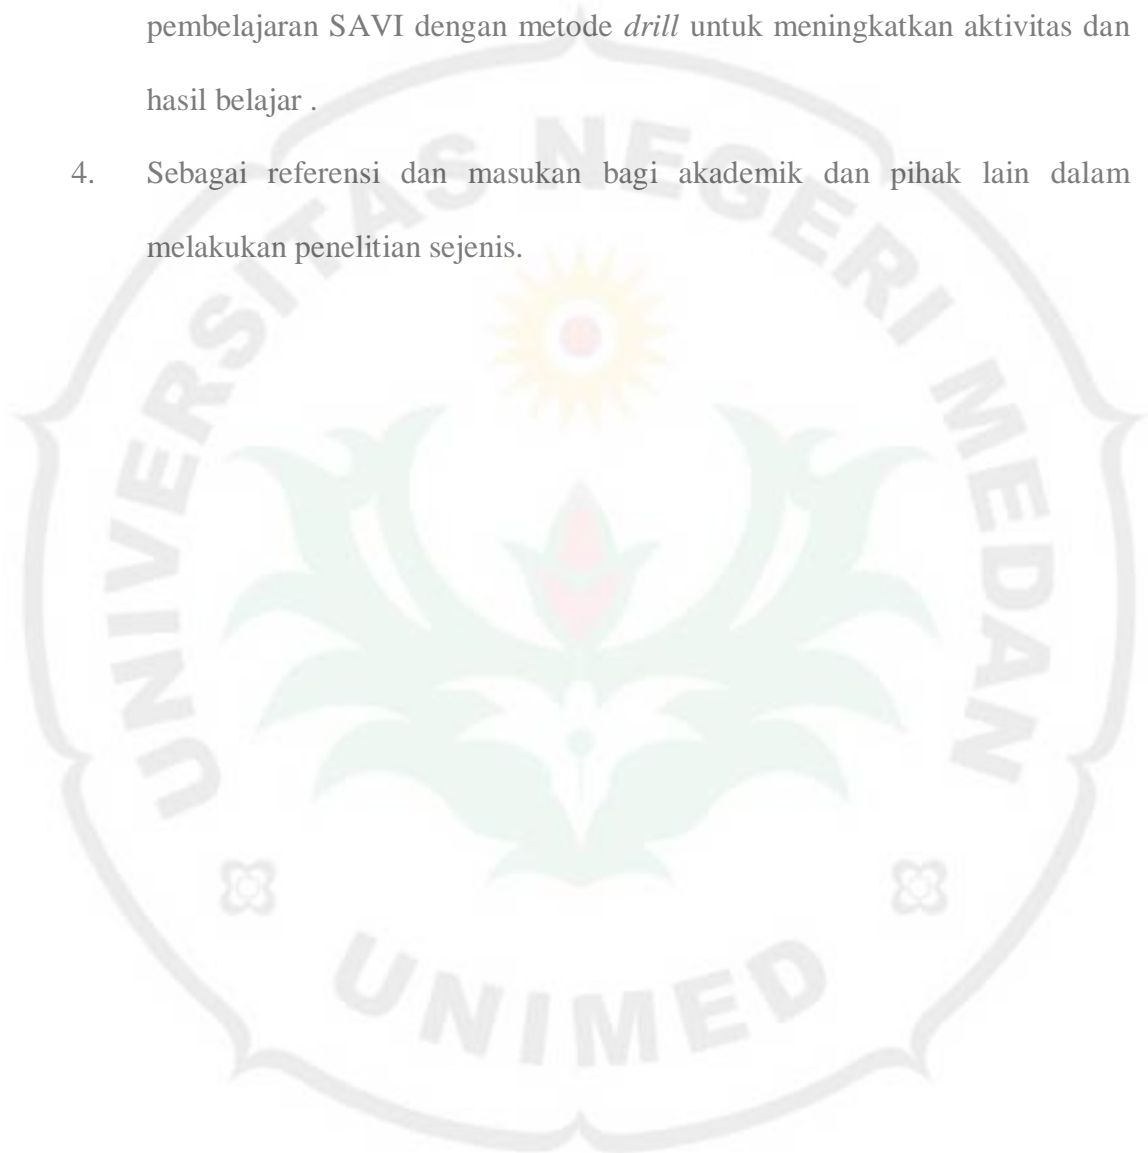 pembelajaran SAVI dengan metode drill untuk meningkatkan aktivitas dan
hasil belajar .
4. Sebagai referensi dan masukan bagi akademik dan pihak lain dalam
melakukan penelitian sejenis.
UNIVERSITAS NEGERI MEDAN
UNIMED